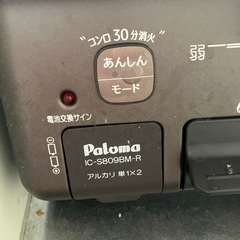 コンロ30分消火
あんしん
モード
電池交換サイン
Paloma
IC-S809BM-R
アルカリ 単1×2